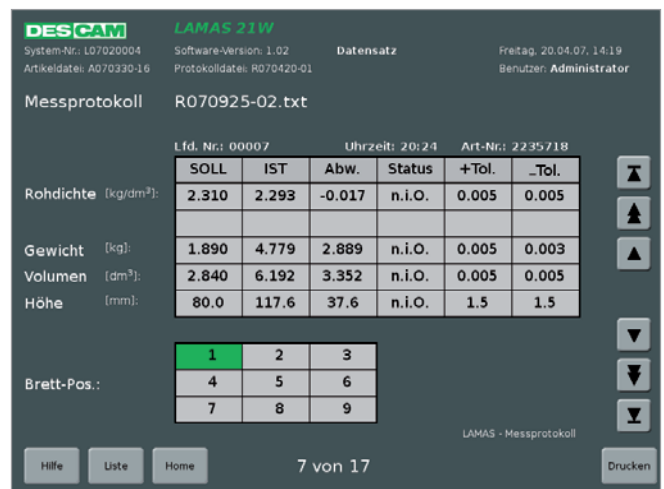 DESCAM LAMAS 21W
System-Nr.: L07020004 Software-Version: 1.02 Datensatz Freitag, 20.04.07, 14:19
Artikeldatei: A070330-16 Protokolldatei: R070420-01 Benutzer: Administrator
Messprotokoll R070925-02.txt
Lfd. Nr.: 00007 Uhrzeit: 20:24 Art-Nr.: 2235718
SOLL IST Abw. Status +Tol. _Tol.
Rohdichte [kg/dm³]: 2.310 2.293 -0.017 n.i.O. 0.005 0.005
Gewicht [kg]: 1.890 4.779 2.889 n.i.O. 0.005 0.003
Volumen [dm³]: 2.840 6.192 3.352 n.i.O. 0.005 0.005
Höhe [mm]: 80.0 117.6 37.6 n.i.O. 1.5 1.5
1 2 3
Brett-Pos.: 4 5 6
7 8 9
LAMAS - Messprotokoll
Hilfe Liste Home 7 von 17 Drucken